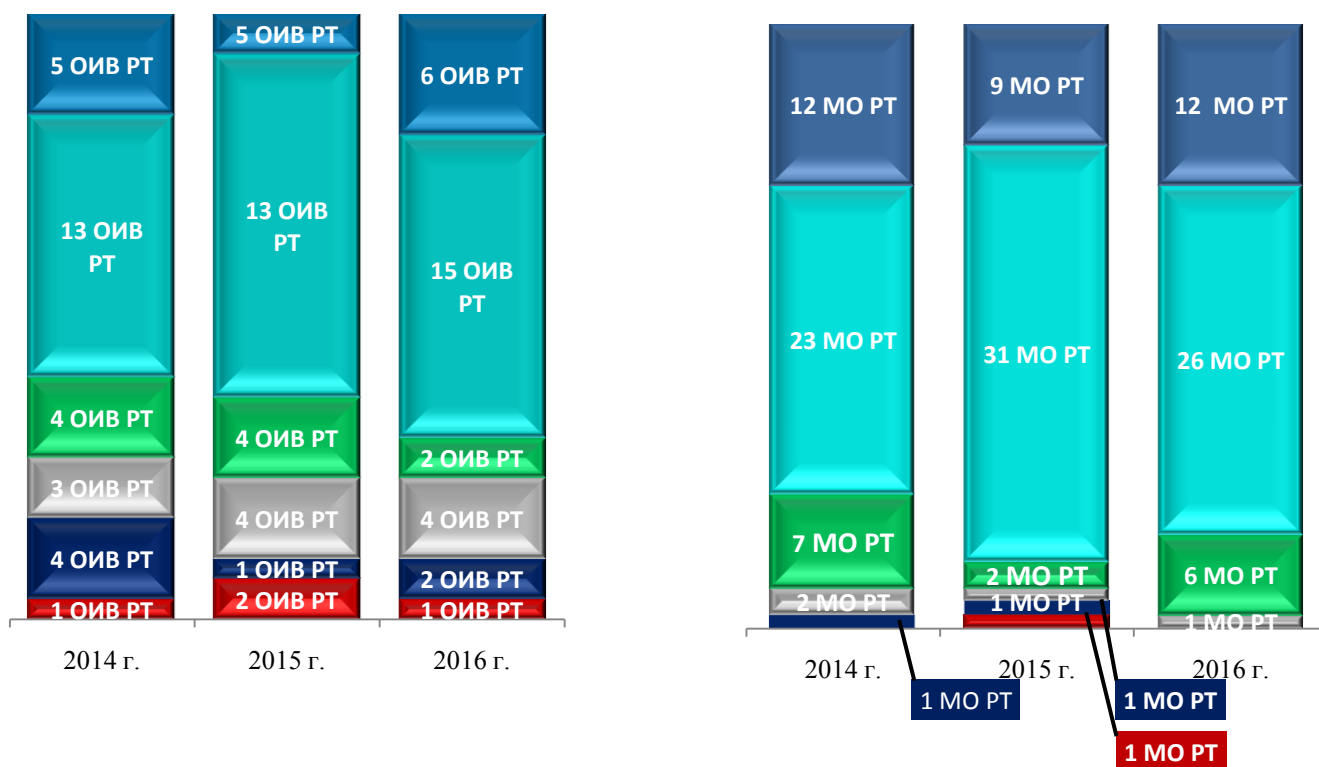 5 ОИВ РТ
13 ОИВ
РТ
4 ОИВ РТ
3 ОИВ РТ
4 ОИВ РТ
1 ОИВ РТ
2014 г.
5 ОИВ РТ
13 ОИВ
РТ
4 ОИВ РТ
4 ОИВ РТ
1 ОИВ РТ
2 ОИВ РТ
2015 г.
6 ОИВ РТ
15 ОИВ
РТ
2 ОИВ РТ
4 ОИВ РТ
2 ОИВ РТ
1 ОИВ РТ
2016 г.
12 МО РТ
23 МО РТ
7 МО РТ
2 МО РТ
1 МО РТ
2014 г.
9 МО РТ
31 МО РТ
2 МО РТ
1 МО РТ
1 МО РТ
1 МО РТ
2015 г.
12 МО РТ
26 МО РТ
6 МО РТ
1 МО РТ
2016 г.